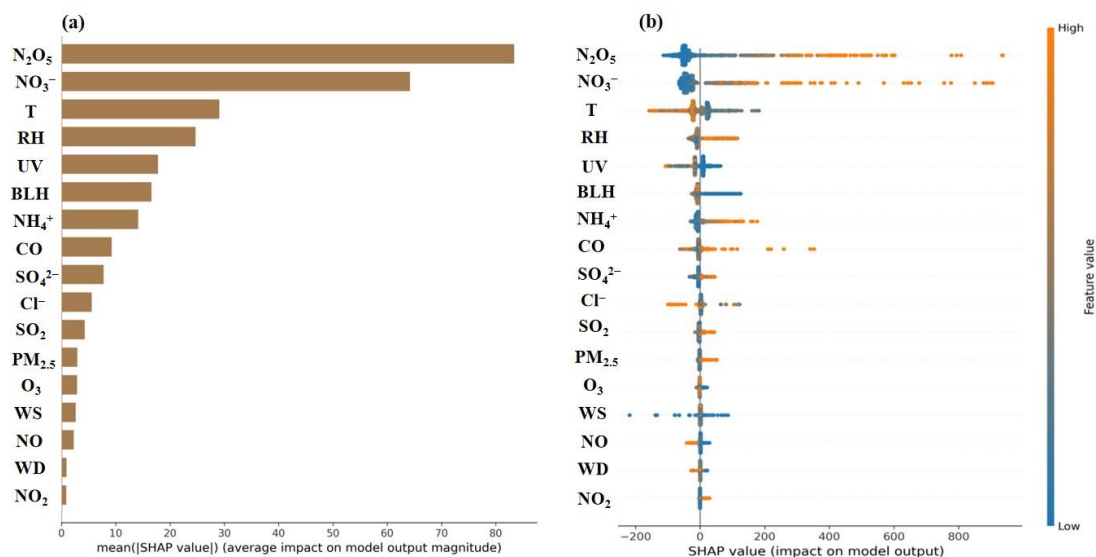 (a)
N₂O₅
NO₃⁻
T
RH
UV
BLH
NH₄⁺
CO
SO₄²⁻
Cl⁻
SO₂
PM₂.₅
O₃
WS
NO
WD
NO₂
0 10 20 30 40 50 60 70 80
mean(|SHAP value|) (average impact on model output magnitude)
(b)
N₂O₅
NO₃⁻
T
RH
UV
BLH
NH₄⁺
CO
SO₄²⁻
Cl⁻
SO₂
PM₂.₅
O₃
WS
NO
WD
NO₂
−200 0 200 400 600 800
SHAP value (impact on model output)
High
Feature value
Low